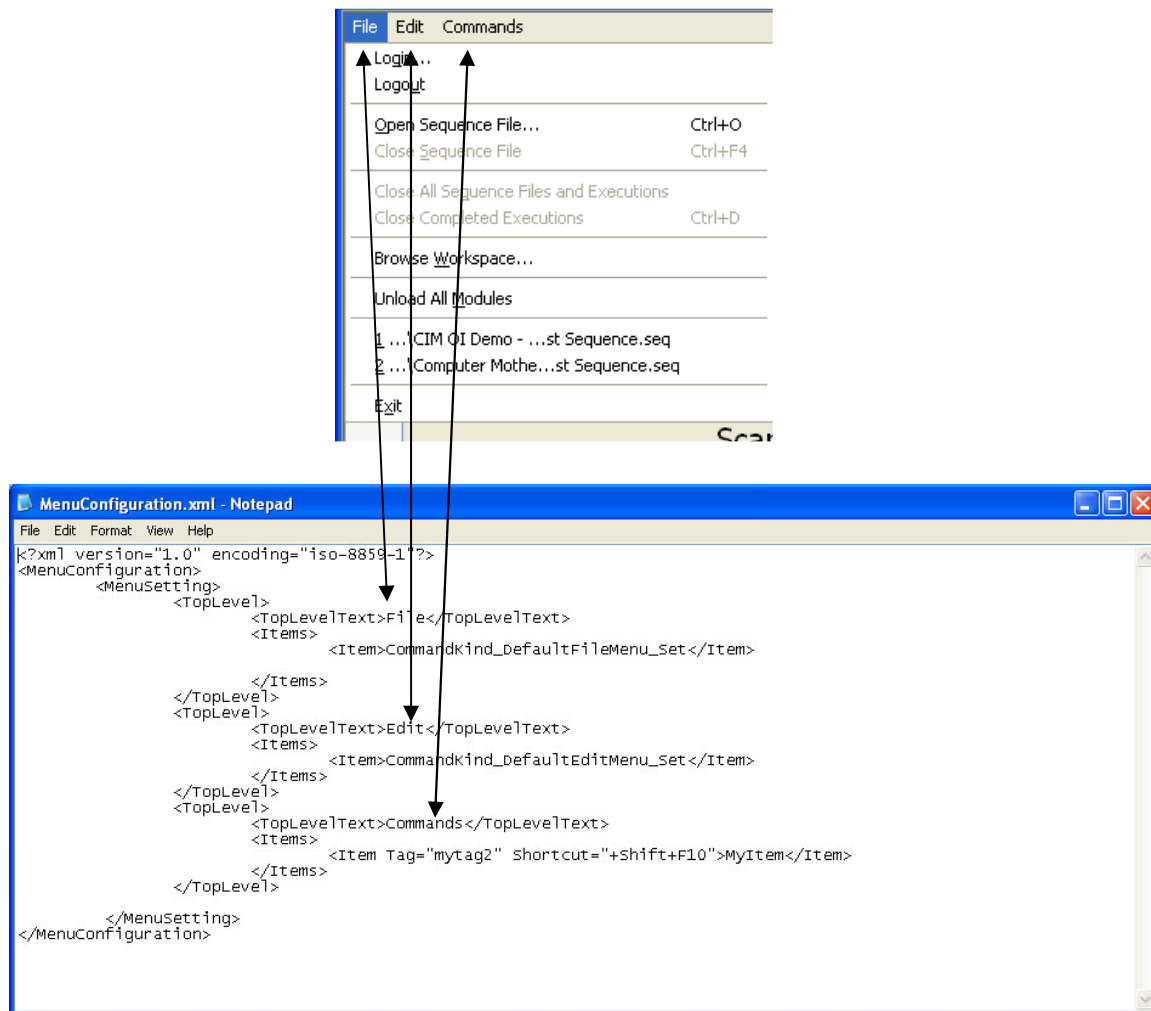 File Edit Commands
Login...
Logout
Open Sequence File... Ctrl+O
Close Sequence File Ctrl+F4
Close All Sequence Files and Executions
Close Completed Executions Ctrl+D
Browse Workspace...
Unload All Modules
1 ...\CIM OI Demo - ...st Sequence.seq
2 ...\Computer Mothe...st Sequence.seq
Exit
MenuConfiguration.xml - Notepad
File Edit Format View Help
<?xml version="1.0" encoding="iso-8859-1"?>
<MenuConfiguration>
<MenuSetting>
<TopLevel>
<TopLevelText>File</TopLevelText>
<Items>
<Item>CommandKind_DefaultFileMenu_Set</Item>
</Items>
</TopLevel>
<TopLevel>
<TopLevelText>Edit</TopLevelText>
<Items>
<Item>CommandKind_DefaultEditMenu_Set</Item>
</Items>
</TopLevel>
<TopLevel>
<TopLevelText>Commands</TopLevelText>
<Items>
<Item Tag="mytag2" Shortcut="+Shift+F10">MyItem</Item>
</Items>
</TopLevel>
</MenuSetting>
</MenuConfiguration>